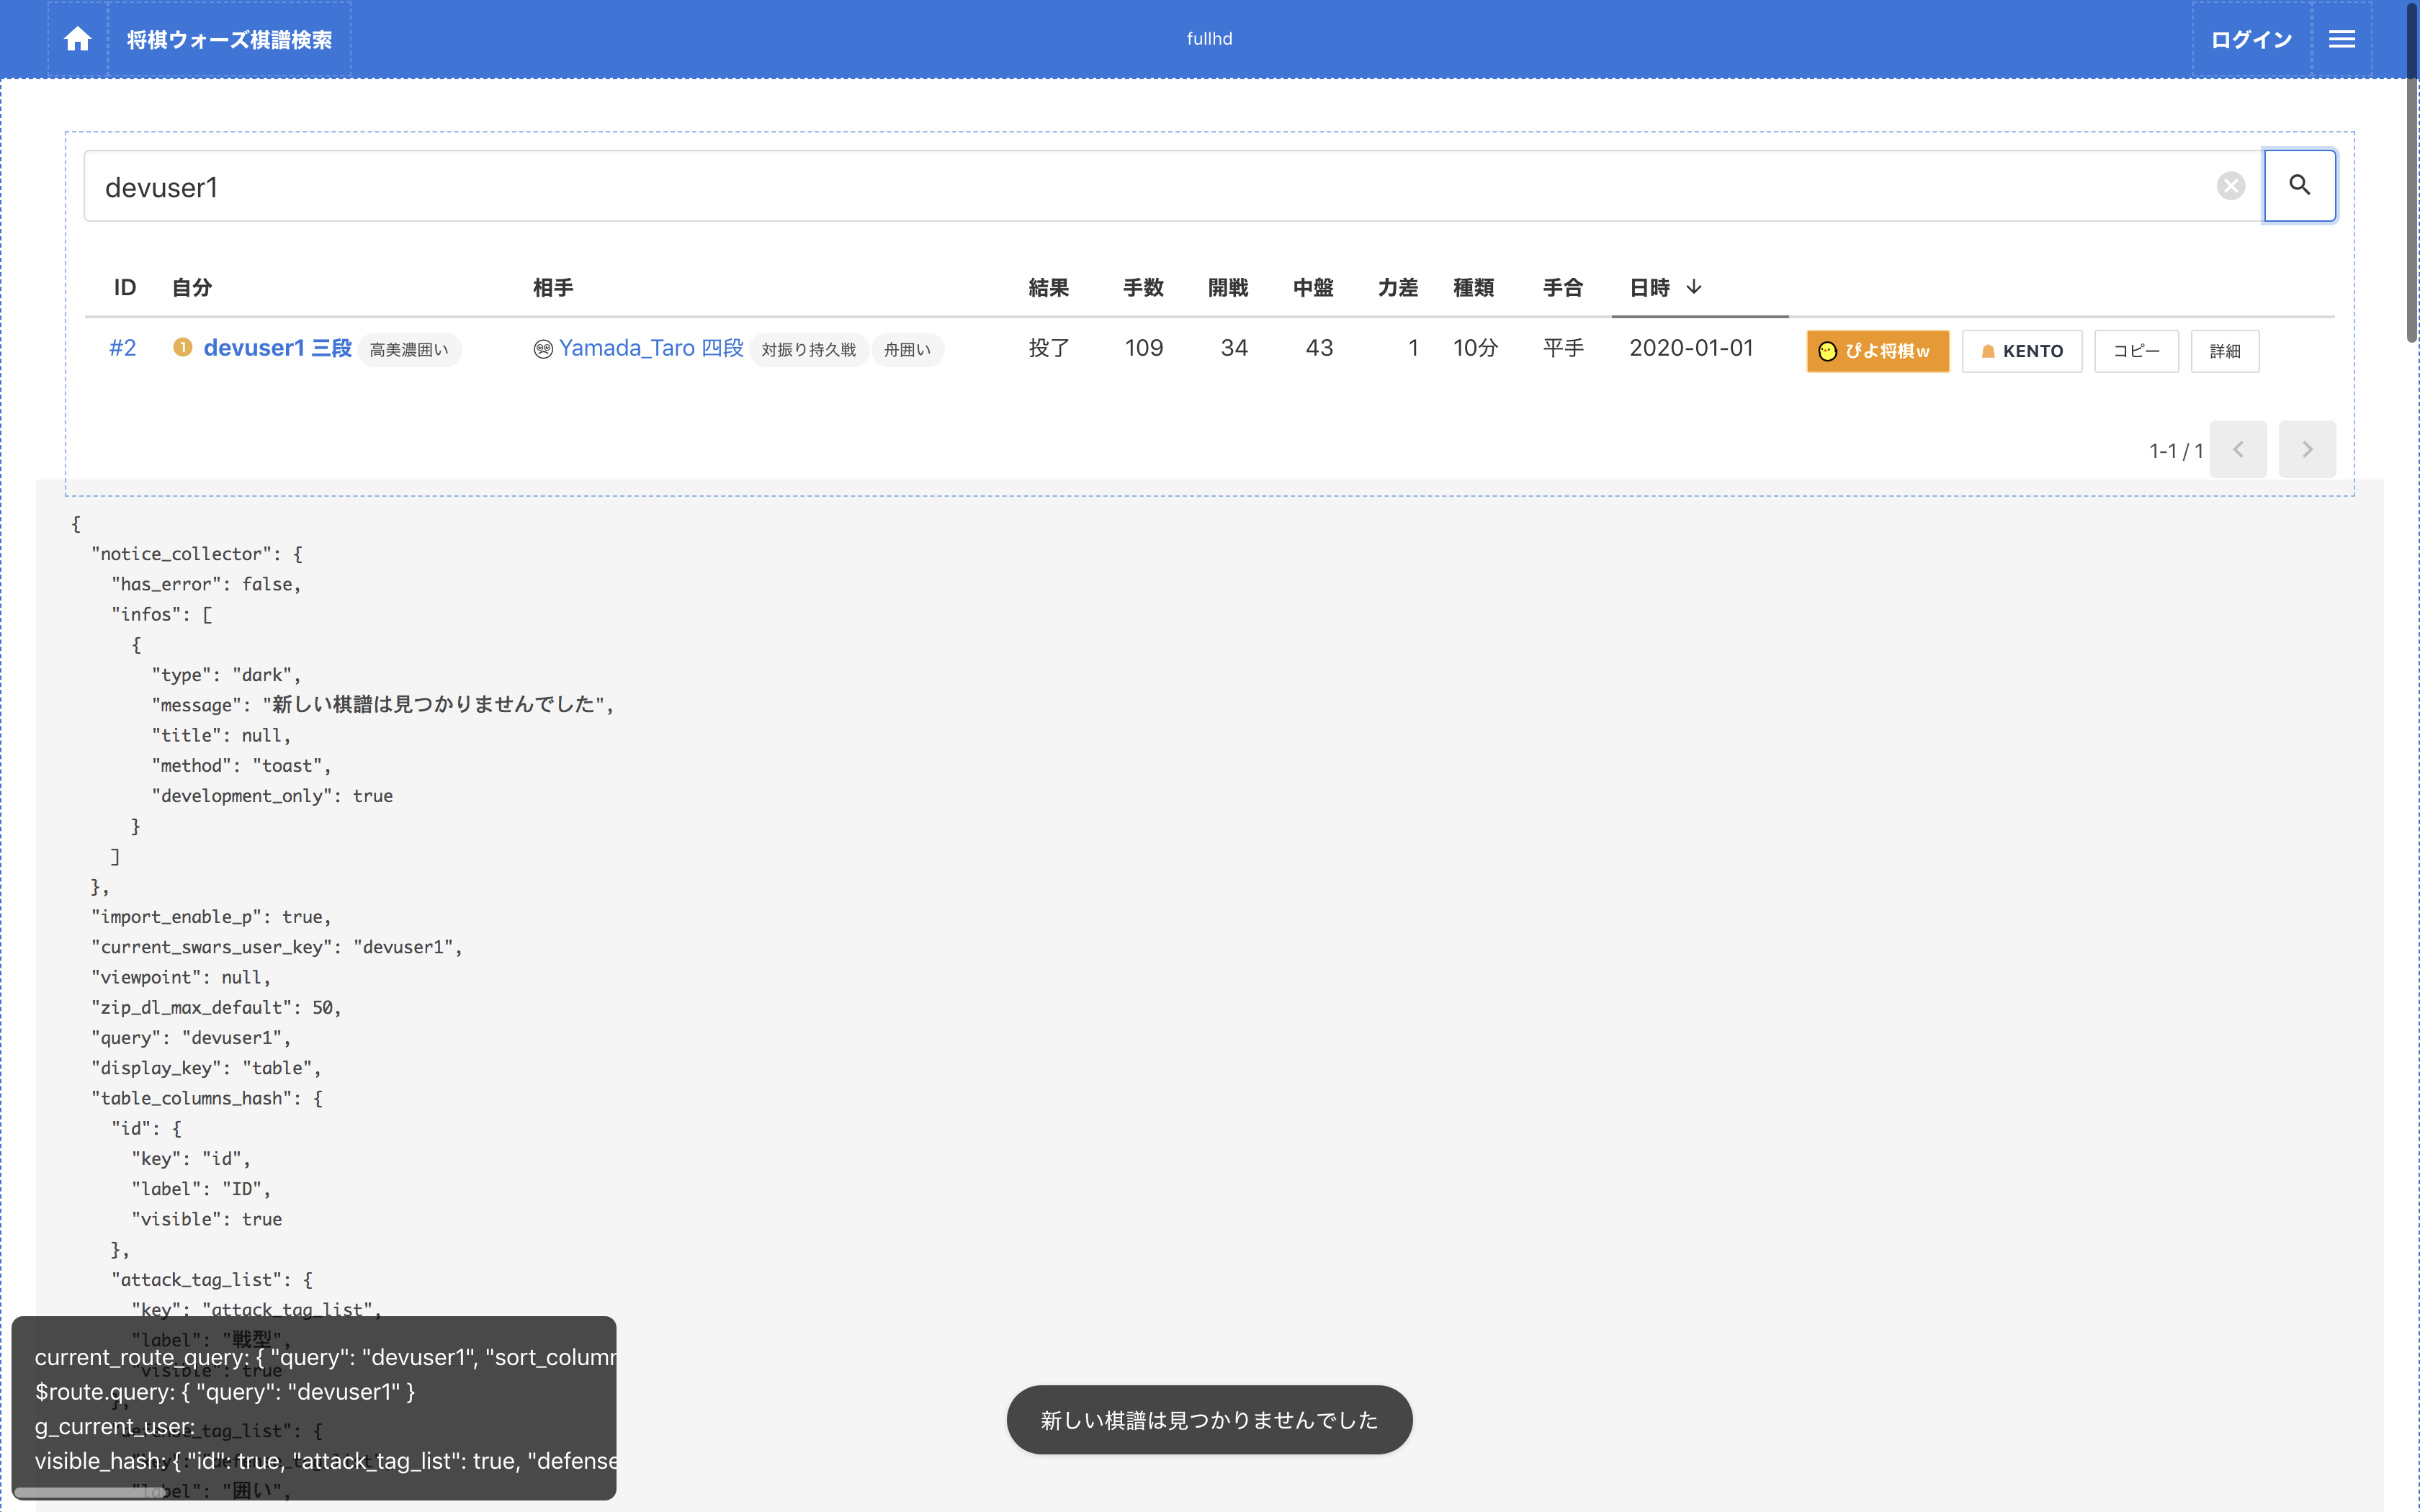 将棋ウォーズ棋譜検索
fullhd
ログイン
devuser1
ID 自分 相手 結果 手数 開戦 中盤 力差 種類 手合 日時
#2 1 devuser1 三段 高美濃囲い Yamada_Taro 四段 対振り持久戦 舟囲い 投了 109 34 43 1 10分 平手 2020-01-01 ぴよ将棋w KENTO コピー 詳細
1-1 / 1
{
"notice_collector": {
"has_error": false,
"infos": [
{
"type": "dark",
"message": "新しい棋譜は見つかりませんでした",
"title": null,
"method": "toast",
"development_only": true
}
]
},
"import_enable_p": true,
"current_swars_user_key": "devuser1",
"viewpoint": null,
"zip_dl_max_default": 50,
"query": "devuser1",
"display_key": "table",
"table_columns_hash": {
"id": {
"key": "id",
"label": "ID",
"visible": true
},
"attack_tag_list": {
"key": "attack_tag_list",
"label": "戦型",
"visible": true
},
_tag_list": {
"label": "囲い",
current_route_query: { "query": "devuser1", "sort_column
$route.query: { "query": "devuser1" }
g_current_user:
visible_hash: { "id": true, "attack_tag_list": true, "defense
新しい棋譜は見つかりませんでした